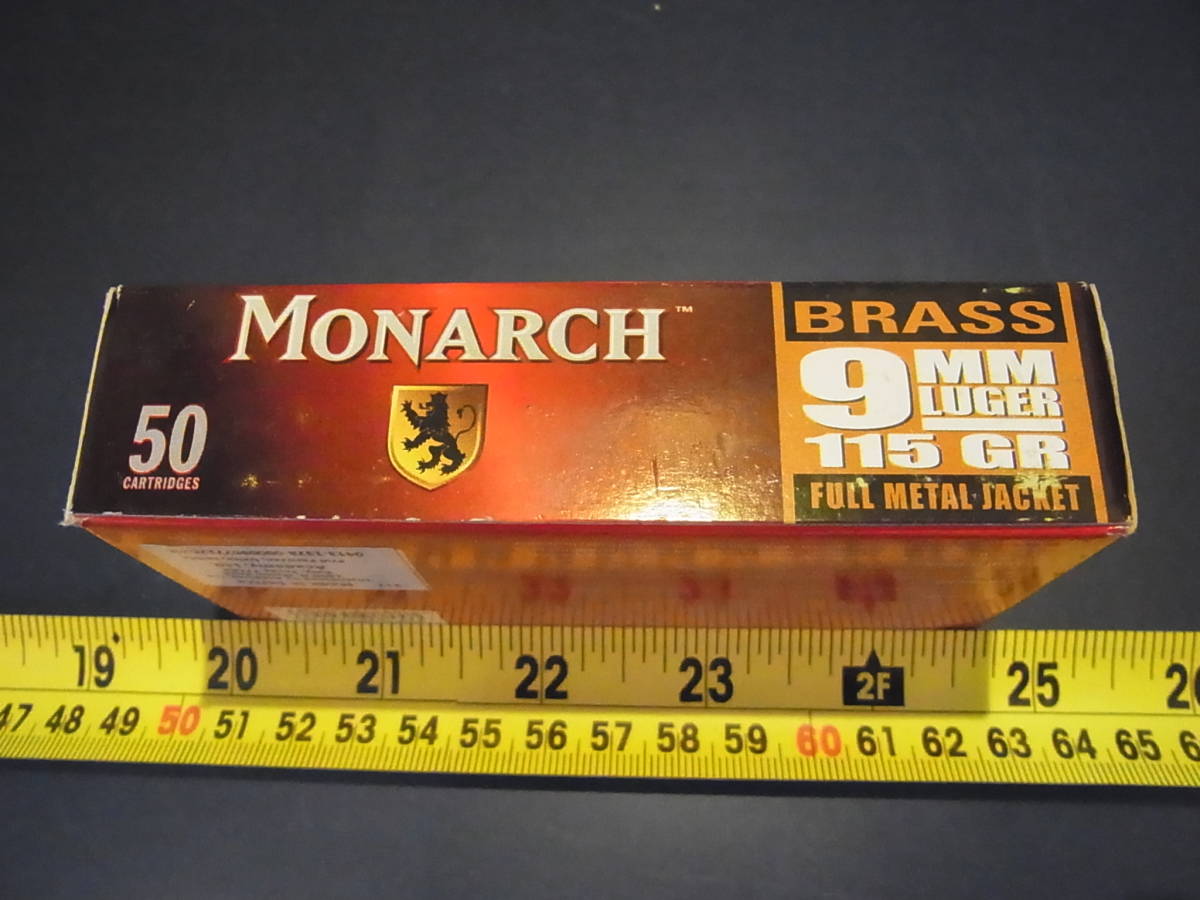 MONARCH™
50
CARTRIDGES
BRASS
9 MM
LUGER
115 GR
FULL METAL JACKET
19 20 21 22 23 2F 25
47 48 49 50 51 52 53 54 55 56 57 58 59 60 61 62 63 64 65